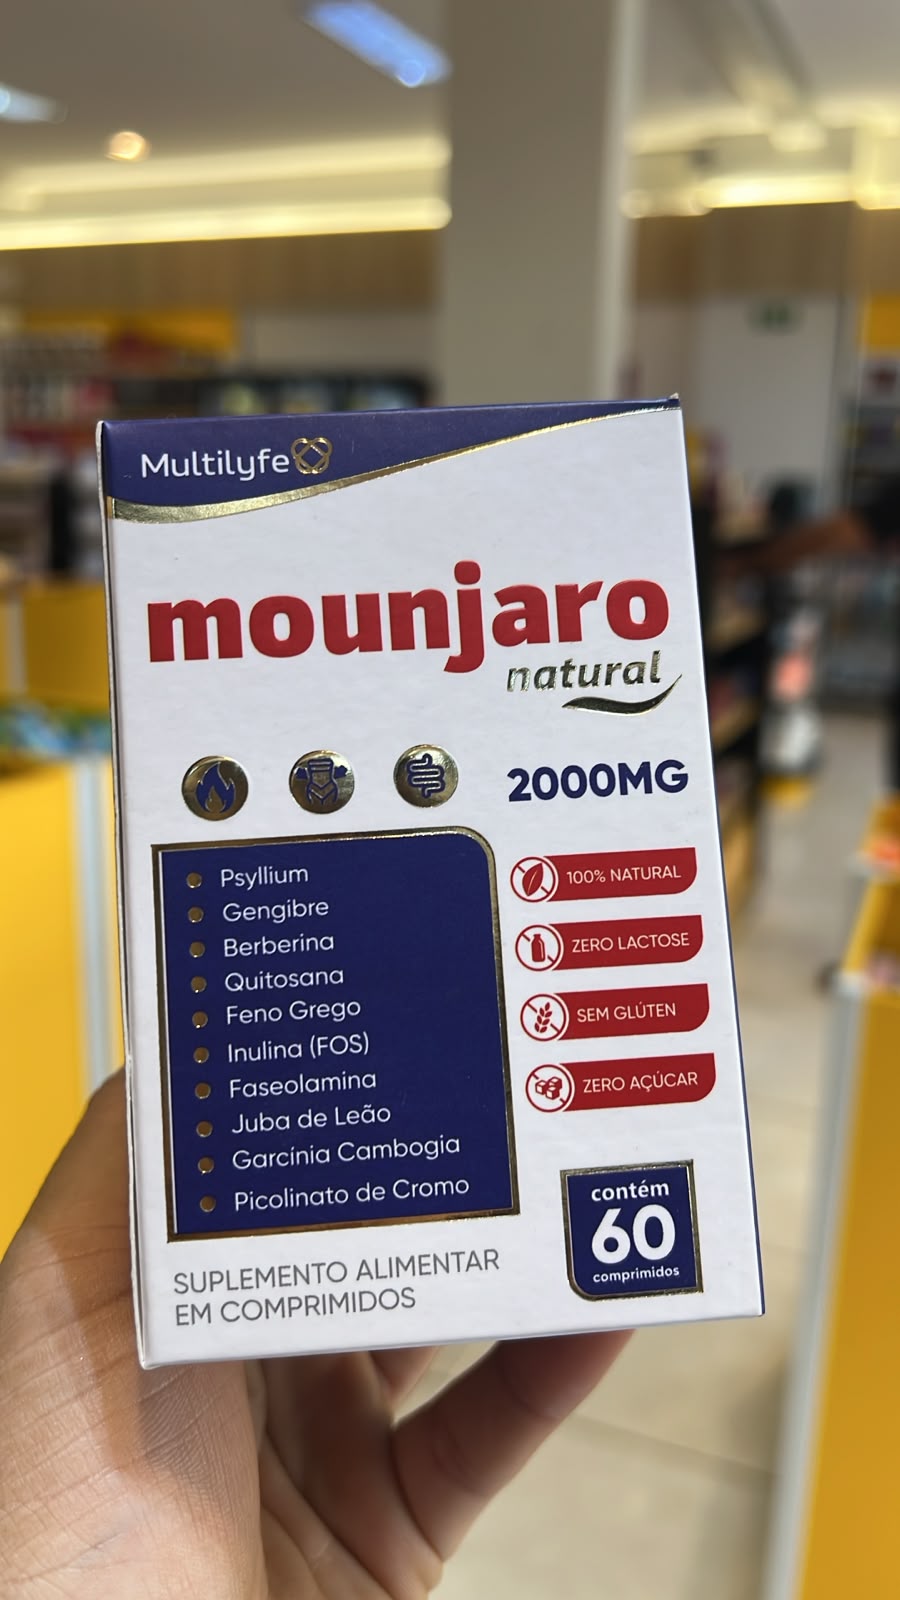 Multilyfe
mounjaro
natural
2000MG
Psyllium
Gengibre
Berberina
Quitosana
Feno Grego
Inulina (FOS)
Faseolamina
Juba de Leão
Garcínia Cambogia
Picolinato de Cromo
100% NATURAL
ZERO LACTOSE
SEM GLÚTEN
ZERO AÇÚCAR
SUPLEMENTO ALIMENTAR
EM COMPRIMIDOS
contém
60
comprimidos